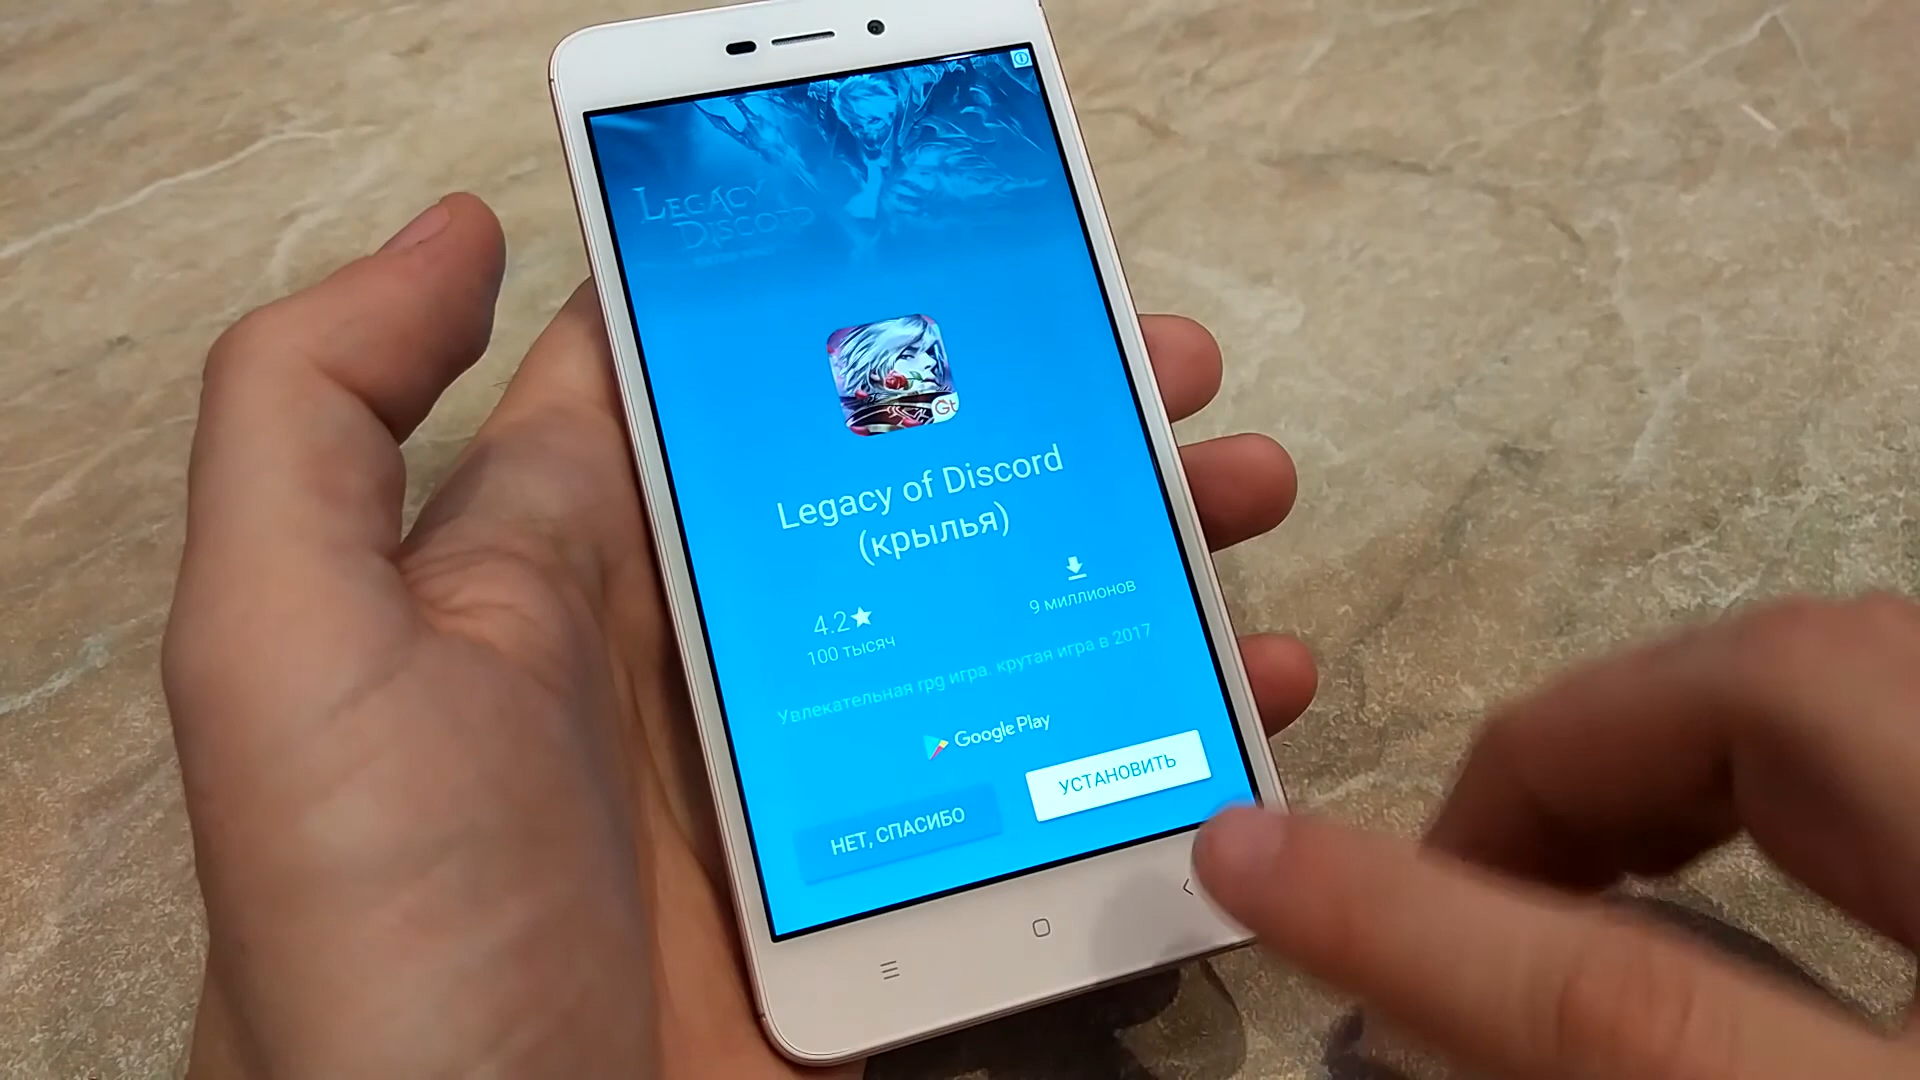 LEGACY
DISCORD
Gt
Legacy of Discord
(крылья)
4.2★
100 тысяч
9 миллионов
Увлекательная rpg игра. крутая игра в 2017
Google Play
НЕТ, СПАСИБО
УСТАНОВИТЬ